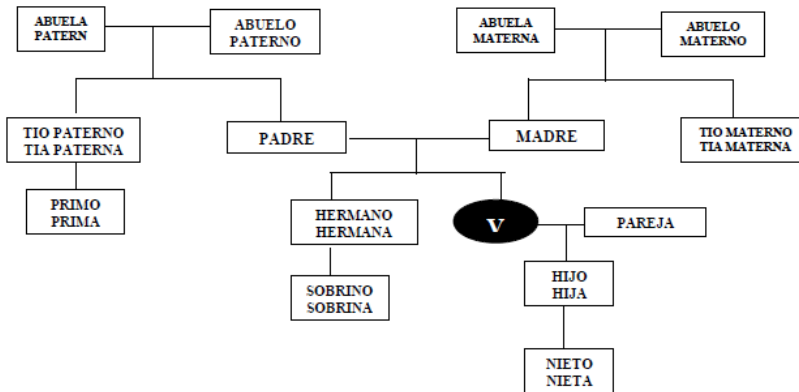 ABUELA
PATERN
ABUELO
PATERNO
ABUELA
MATERNA
ABUELO
MATERNO
TIO PATERNO
TIA PATERNA
PADRE
MADRE
TIO MATERNO
TIA MATERNA
PRIMO
PRIMA
HERMANO
HERMANA
V
PAREJA
SOBRINO
SOBRINA
HIJO
HIJA
NIETO
NIETA